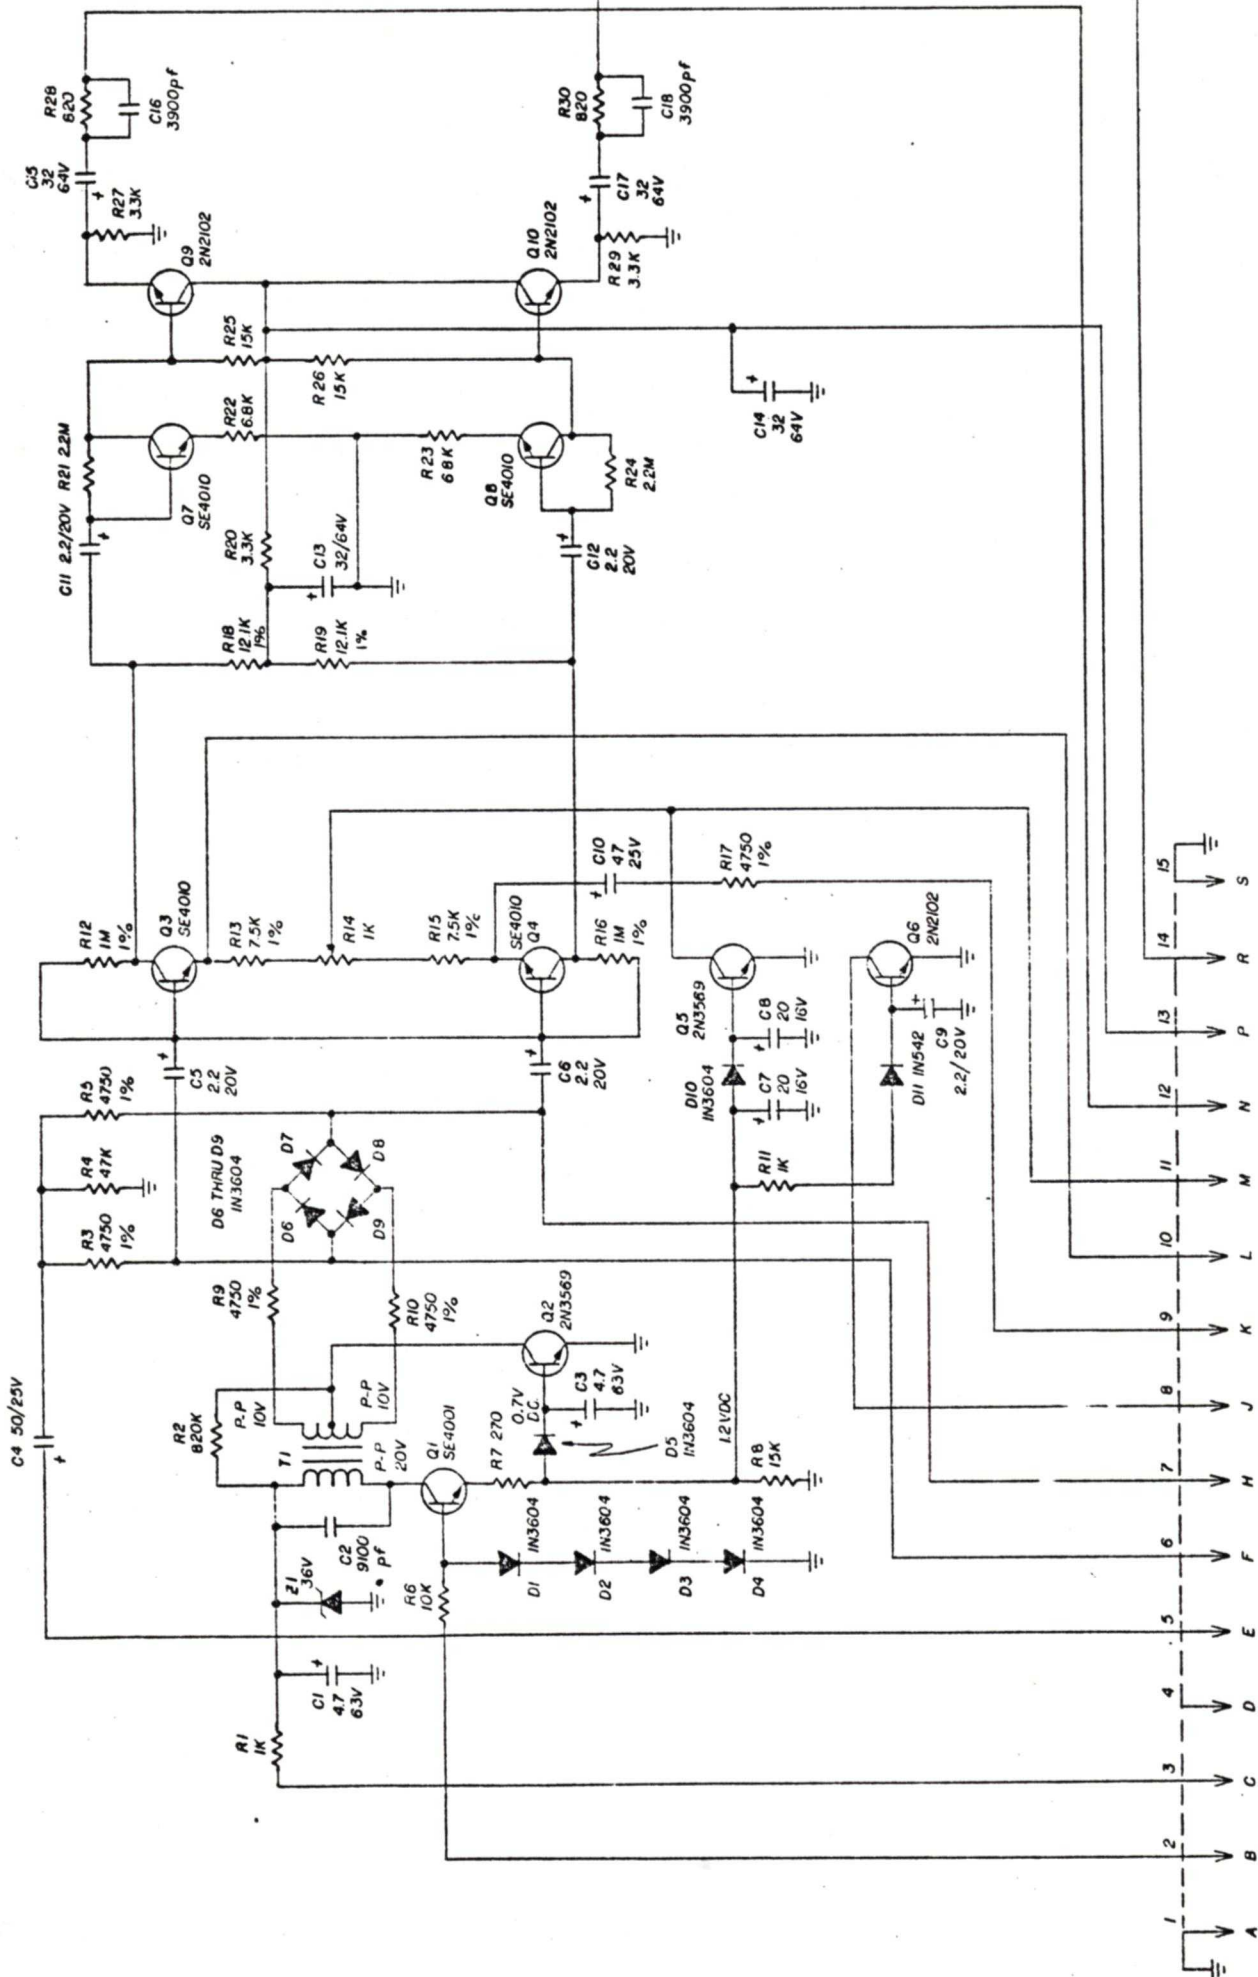 C4 50/25V
R3
4750
1%
R4
47K
R5
4750
1%
R12
1M
1%
Q3
SE4010
R13
7.5K
1%
R14
1K
R15
7.5K
1%
SE4010
Q4
R16
1M
1%
C10
47
25V
R17
4750
1%
C5
2.2
20V
C6
2.2
20V
D6 THRU D9
1N3604
D7
D8
D6
D9
R9
4750
1%
R10
4750
1%
R2
820K
P-P
10V
P-P
10V
T1
P-P
20V
Q1
SE4001
R7 270
0.7V
D.C.
Q2
2N3569
C3
4.7
63V
D5
1N3604
1.2VDC
R8
15K
R1
1K
C1
4.7
63V
Z1
36V
C2
9100
pf
R6
10K
D1
1N3604
D2
1N3604
D3
1N3604
D4
1N3604
D10
1N3604
Q5
2N3569
C7
20
16V
C8
20
16V
R11
1K
D11 1N542
C9
2.2/20V
Q6
2N2102
C11 2.2/20V
R21 2.2M
Q7
SE4010
R18
12.1K
1%
R19
12.1K
1%
R20
3.3K
C13
32/64V
C12
2.2
20V
R22
6.8K
R23
68K
Q8
SE4010
R24
2.2M
R25
15K
R26
15K
C14
32
64V
Q9
2N2102
Q10
2N2102
R27
3.3K
R29
3.3K
C15
32
64V
C17
32
64V
R28
820
C16
3900pf
R30
820
C18
3900pf
1
2
3
4
5
6
7
8
9
10
11
12
13
14
15
A
B
C
D
E
F
H
J
K
L
M
N
P
R
S